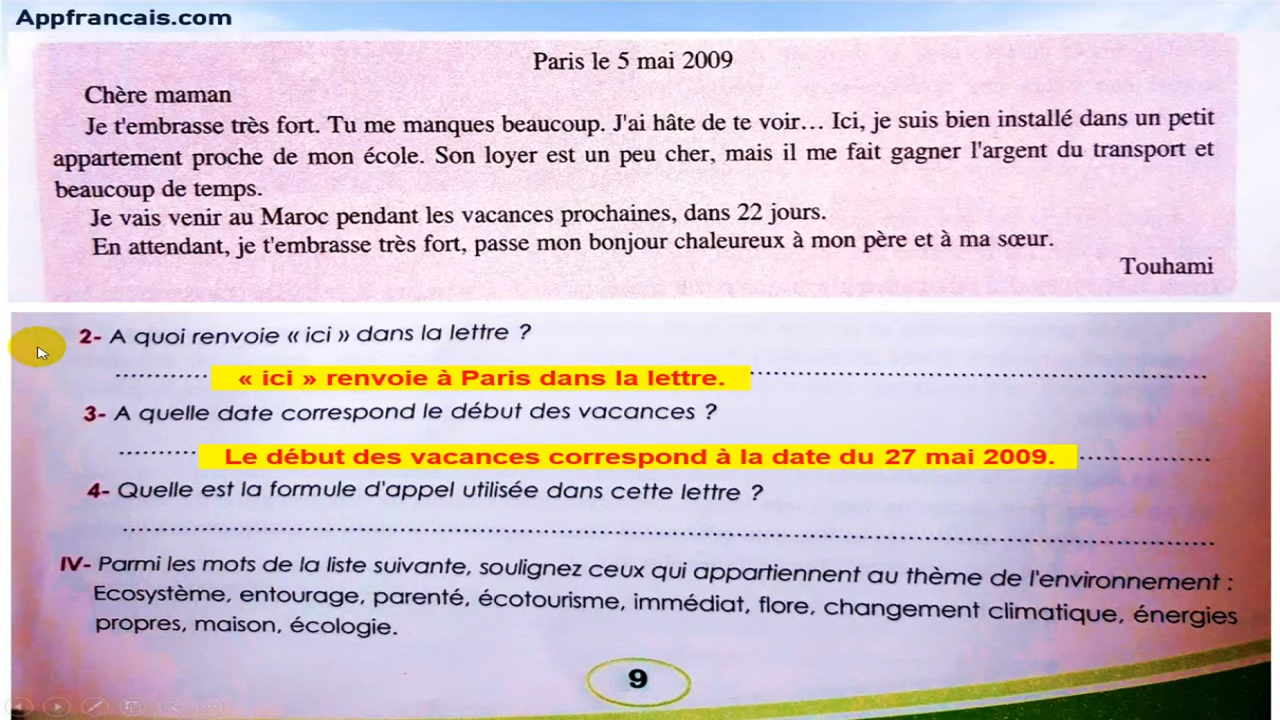 Appfrancais.com
Paris le 5 mai 2009
Chère maman
Je t'embrasse très fort. Tu me manques beaucoup. J'ai hâte de te voir... Ici, je suis bien installé dans un petit
appartement proche de mon école. Son loyer est un peu cher, mais il me fait gagner l'argent du transport et
beaucoup de temps.
Je vais venir au Maroc pendant les vacances prochaines, dans 22 jours.
En attendant, je t'embrasse très fort, passe mon bonjour chaleureux à mon père et à ma sœur.
Touhami
2- A quoi renvoie « ici » dans la lettre ?
« ici » renvoie à Paris dans la lettre.
3- A quelle date correspond le début des vacances ?
Le début des vacances correspond à la date du 27 mai 2009.
4- Quelle est la formule d'appel utilisée dans cette lettre ?
IV- Parmi les mots de la liste suivante, soulignez ceux qui appartiennent au thème de l'environnement :
Ecosystème, entourage, parenté, écotourisme, immédiat, flore, changement climatique, énergies
propres, maison, écologie.
9